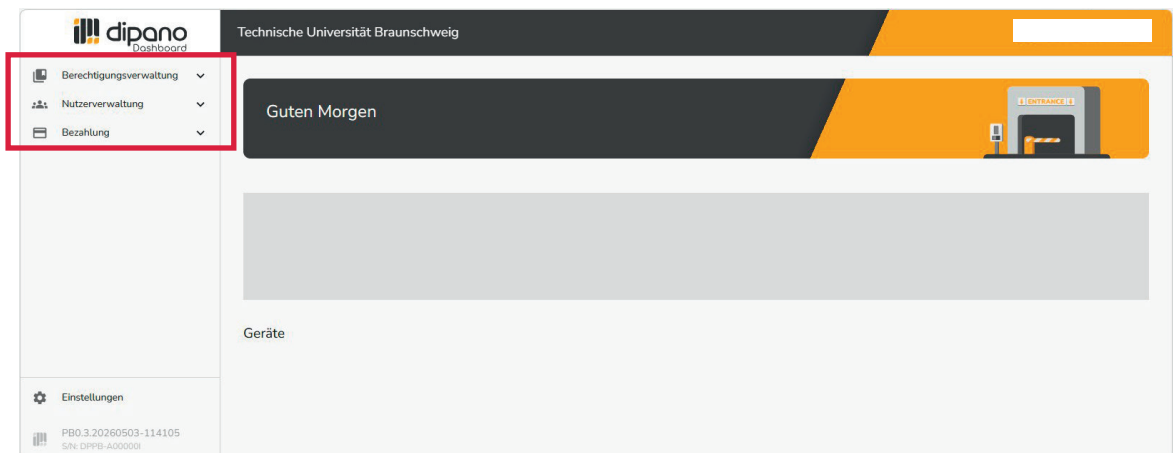 dipano
Dashboard
Technische Universität Braunschweig
Berechtigungsverwaltung
Nutzerverwaltung
Bezahlung
Guten Morgen
ENTRANCE
Geräte
Einstellungen
PB0.3.20260503-114105
S/N: DPPB-A00000I